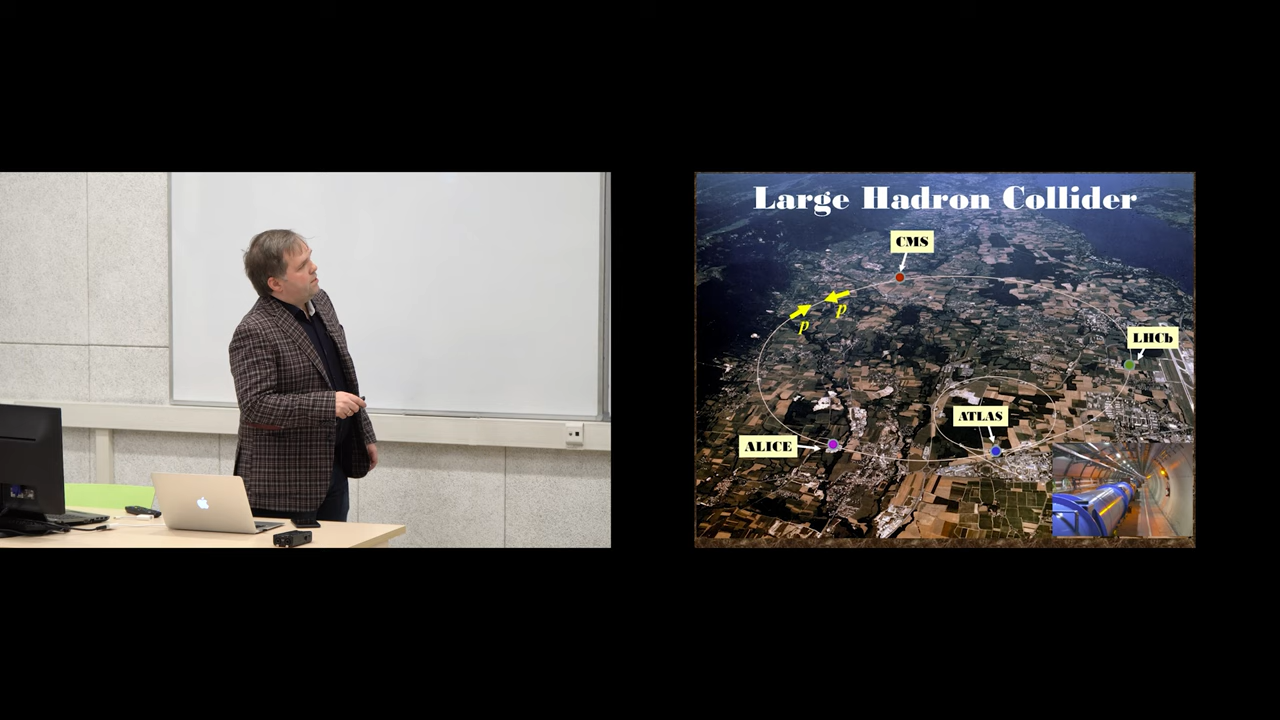 Large Hadron Collider
CMS
p
p
LHCb
ATLAS
ALICE